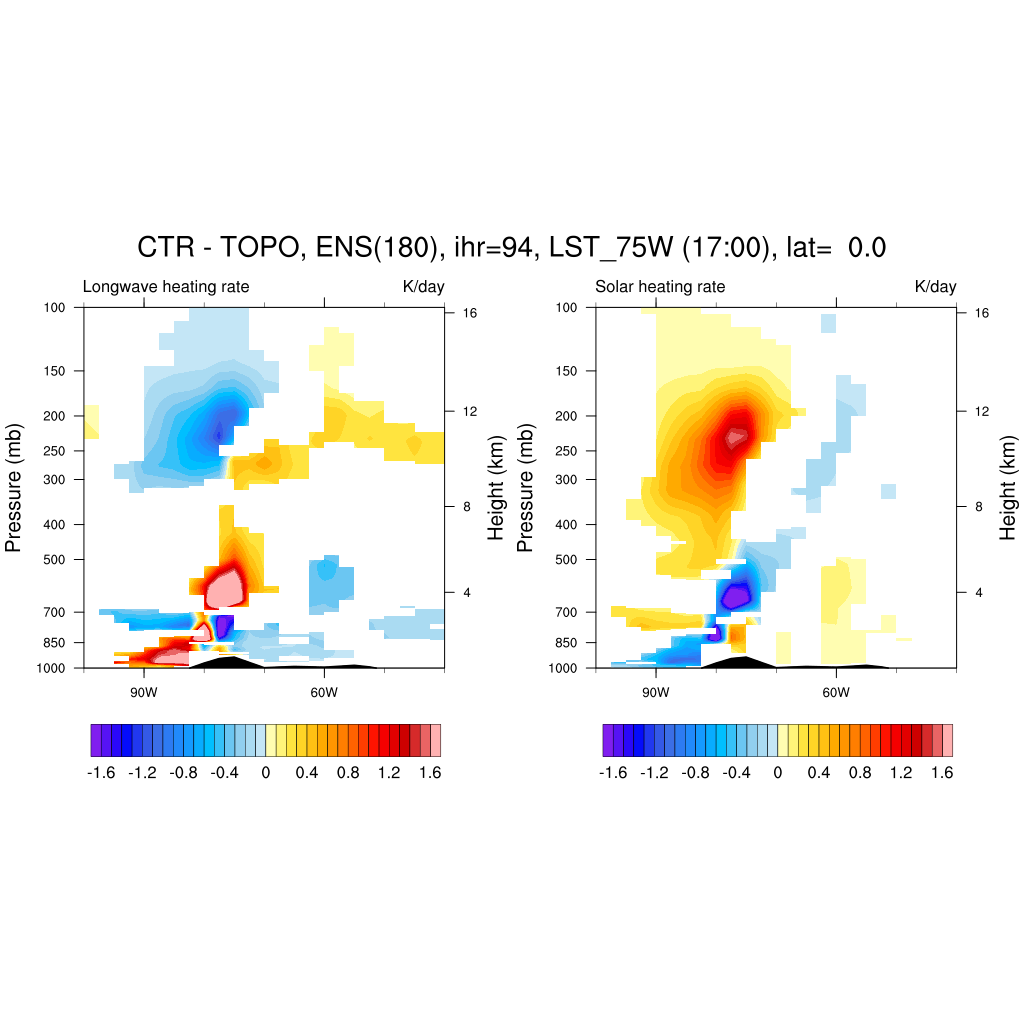 CTR - TOPO, ENS(180), ihr=94, LST_75W (17:00), lat=  0.0
Longwave heating rate K/day
Pressure (mb)
100
150
200
250
300
400
500
700
850
1000
16
12
8
4
Height (km)
90W 60W
-1.6 -1.2 -0.8 -0.4 0 0.4 0.8 1.2 1.6
Solar heating rate K/day
Pressure (mb)
100
150
200
250
300
400
500
700
850
1000
16
12
8
4
Height (km)
90W 60W
-1.6 -1.2 -0.8 -0.4 0 0.4 0.8 1.2 1.6